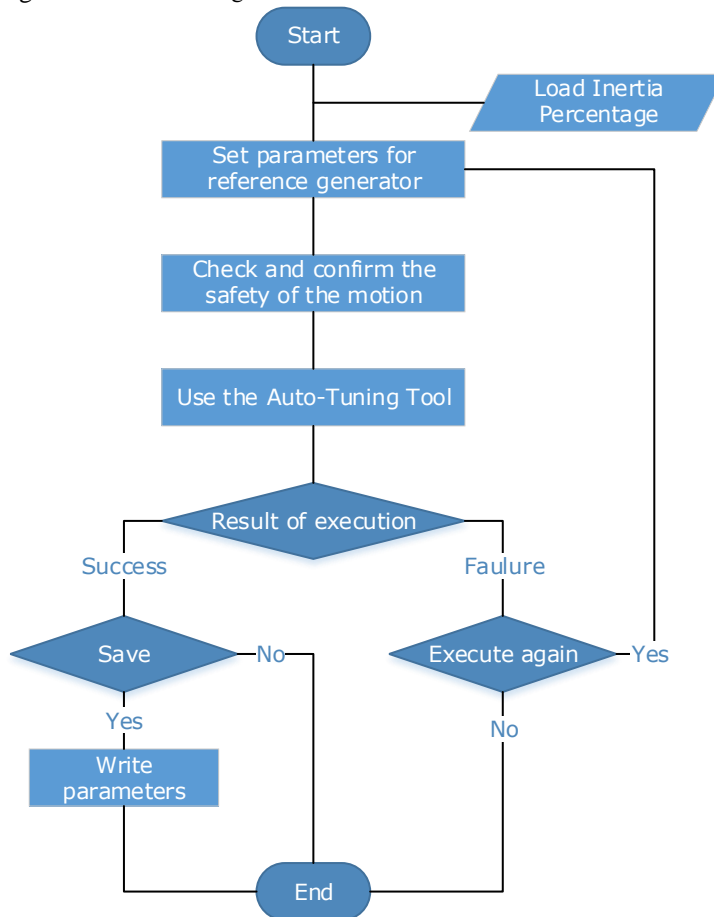 Start
Load Inertia
Percentage
Set parameters for
reference generator
Check and confirm the
safety of the motion
Use the Auto-Tuning Tool
Result of execution
Success
Faulure
Save
No
Execute again
Yes
Yes
No
Write
parameters
End